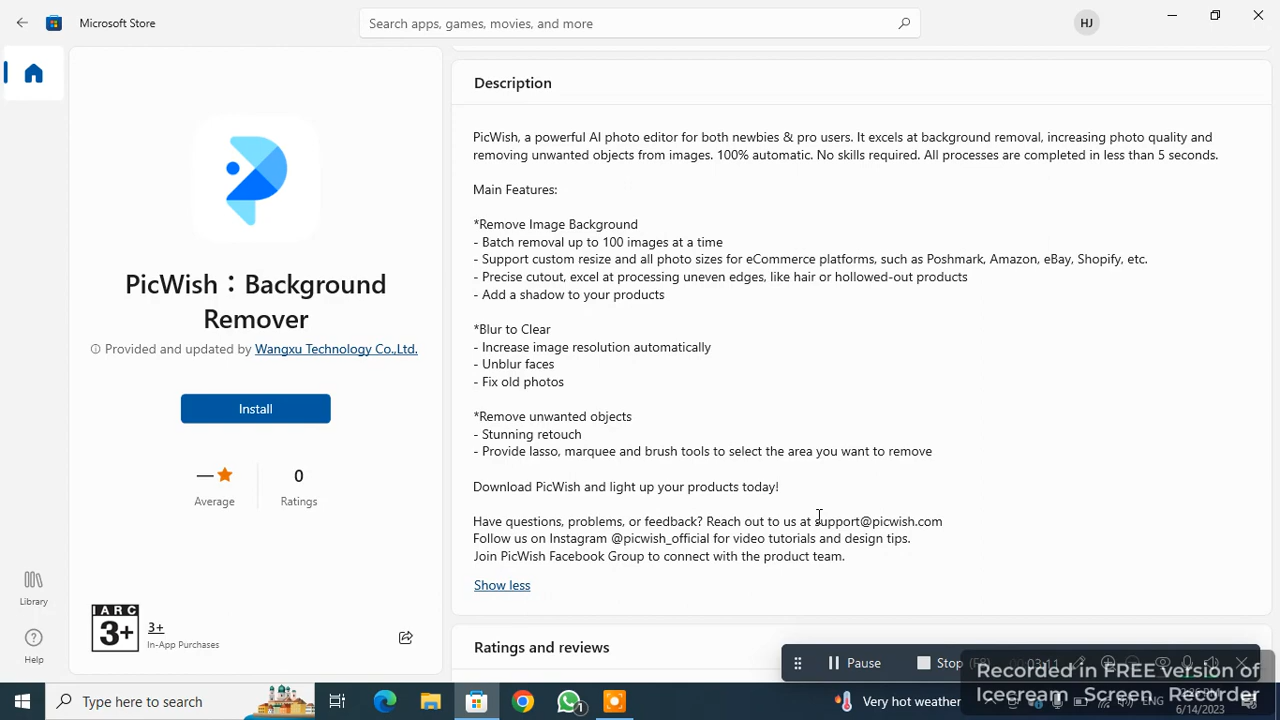 Microsoft Store
Search apps, games, movies, and more
HJ
PicWish：Background
Remover
Provided and updated by Wangxu Technology Co.,Ltd.
Install
—
Average
0
Ratings
IARC
3+
3+
In-App Purchases
Library
Help
Description
PicWish, a powerful AI photo editor for both newbies & pro users. It excels at background removal, increasing photo quality and
removing unwanted objects from images. 100% automatic. No skills required. All processes are completed in less than 5 seconds.
Main Features:
*Remove Image Background
- Batch removal up to 100 images at a time
- Support custom resize and all photo sizes for eCommerce platforms, such as Poshmark, Amazon, eBay, Shopify, etc.
- Precise cutout, excel at processing uneven edges, like hair or hollowed-out products
- Add a shadow to your products
*Blur to Clear
- Increase image resolution automatically
- Unblur faces
- Fix old photos
*Remove unwanted objects
- Stunning retouch
- Provide lasso, marquee and brush tools to select the area you want to remove
Download PicWish and light up your products today!
Have questions, problems, or feedback? Reach out to us at support@picwish.com
Follow us on Instagram @picwish_official for video tutorials and design tips.
Join PicWish Facebook Group to connect with the product team.
Show less
Ratings and reviews
Pause
Stop
Recorded in FREE version of
Icecream Screen Recorder
Type here to search
1
Very hot weather
ENG
6/14/2023